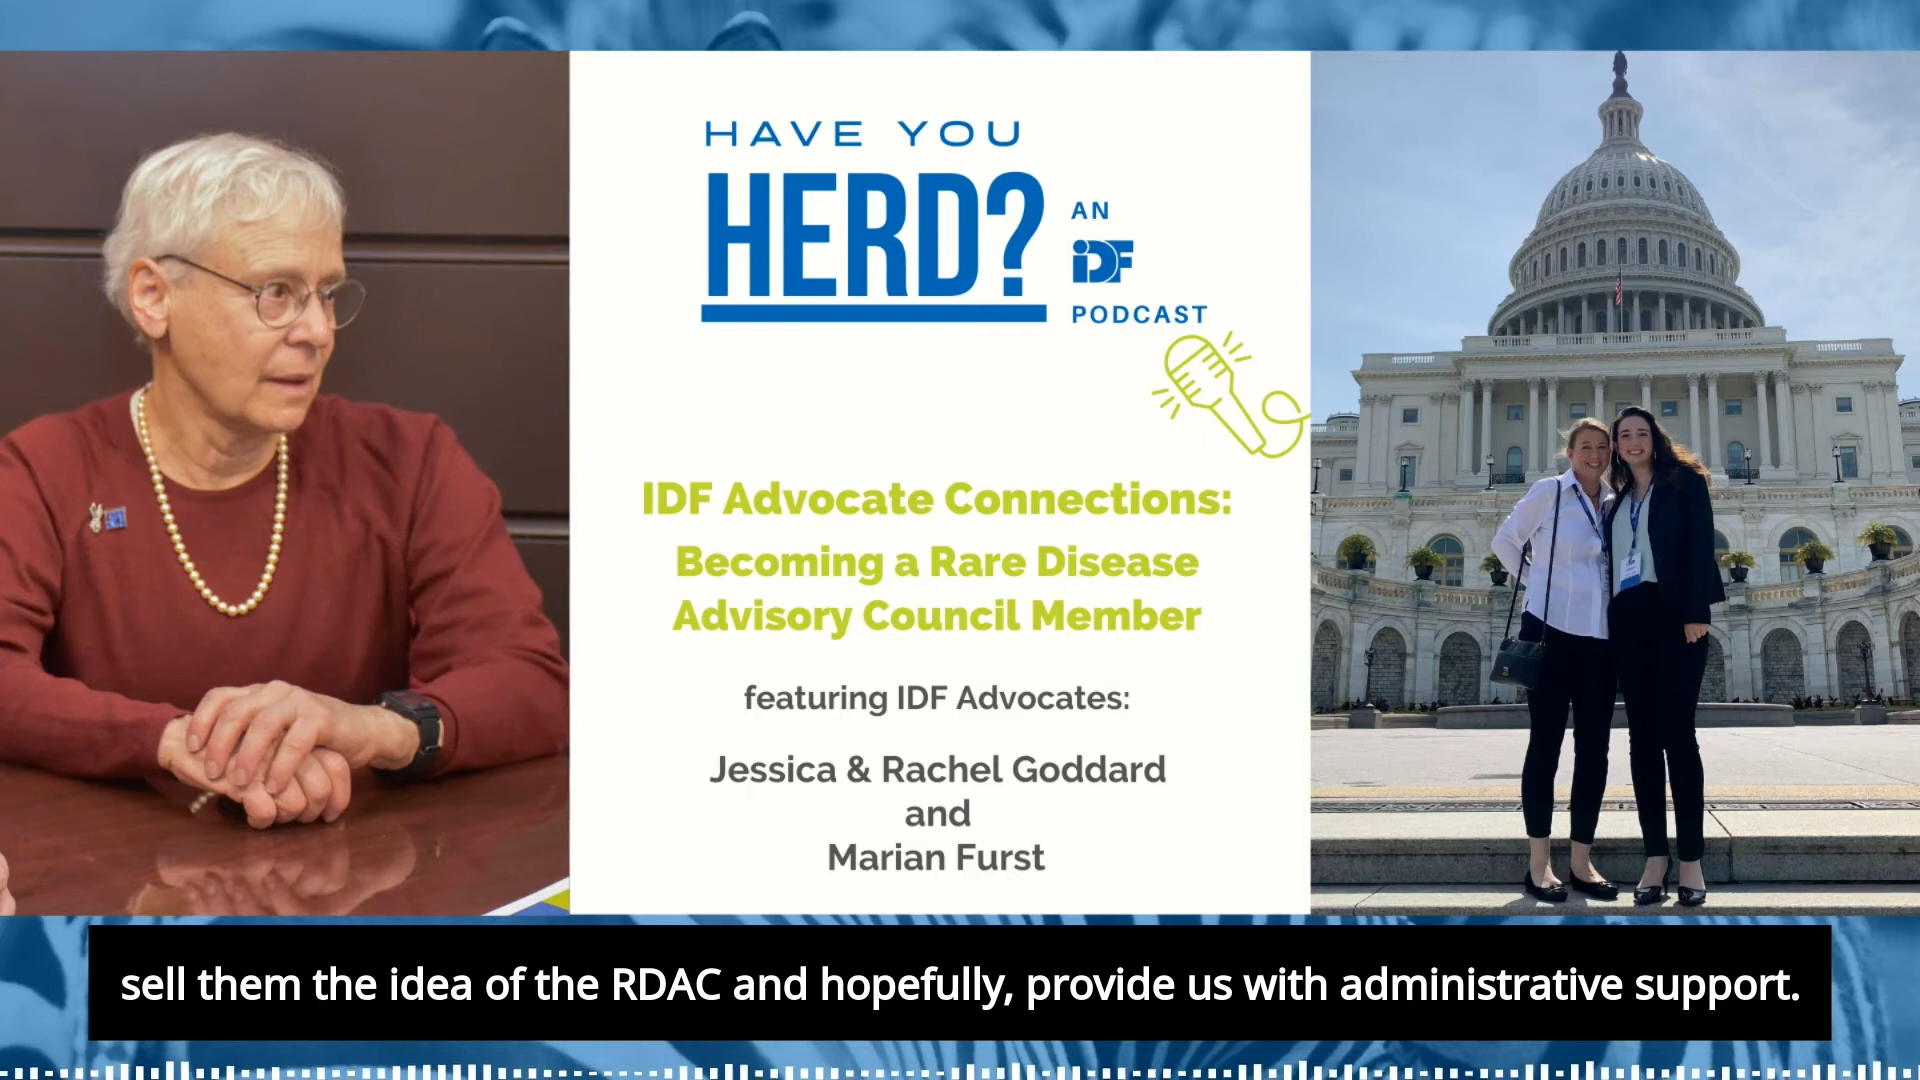 HAVE YOU
HERD?
AN
iDF
PODCAST
IDF Advocate Connections:
Becoming a Rare Disease
Advisory Council Member
featuring IDF Advocates:
Jessica & Rachel Goddard
and
Marian Furst
sell them the idea of the RDAC and hopefully, provide us with administrative support.